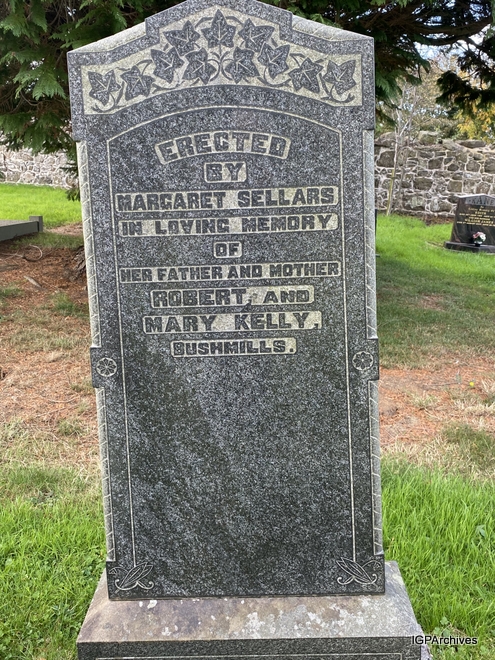 ERECTED
BY
MARGARET SELLARS
IN LOVING MEMORY
OF
HER FATHER AND MOTHER
ROBERT, AND
MARY KELLY,
BUSHMILLS.
IGPArchives